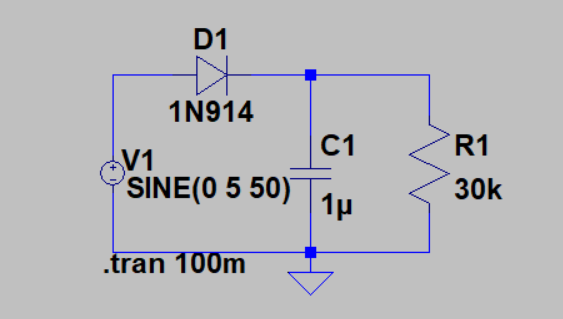 D1
1N914
V1
SINE(0 5 50)
C1
1µ
R1
30k
.tran 100m